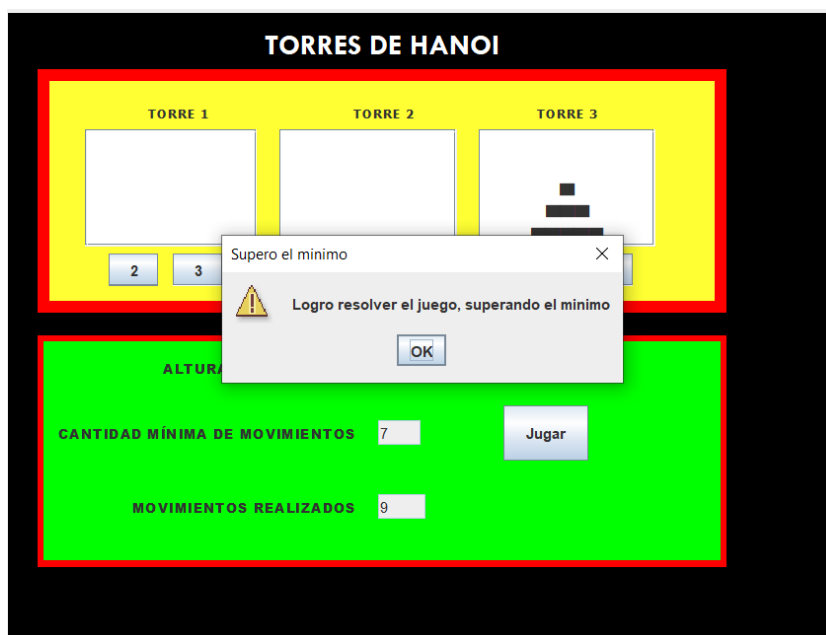 TORRES DE HANOI
TORRE 1 TORRE 2 TORRE 3
2 3
Supero el minimo
Logro resolver el juego, superando el minimo
OK
ALTURA
CANTIDAD MÍNIMA DE MOVIMIENTOS 7 Jugar
MOVIMIENTOS REALIZADOS 9